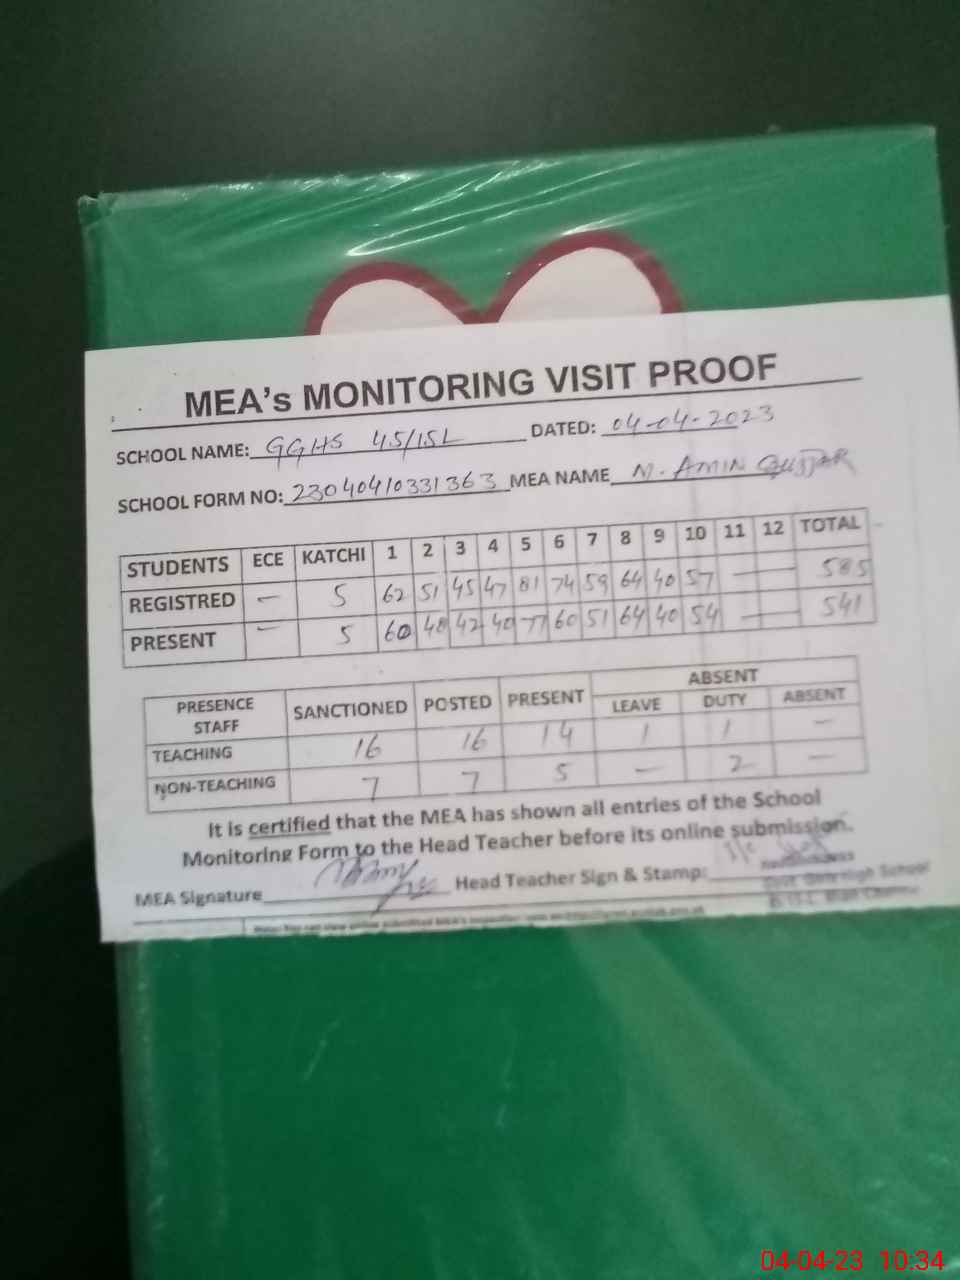 MEA's MONITORING VISIT PROOF
SCHOOL NAME: GGHS 45/15L DATED: 04-04-2023
SCHOOL FORM NO: 23040410331363 MEA NAME M. AMIN GUJJAR
STUDENTS ECE KATCHI 1 2 3 4 5 6 7 8 9 10 11 12 TOTAL
REGISTRED — 5 62 51 45 47 81 74 59 64 40 57 — — 585
PRESENT — 5 60 48 42 40 77 60 51 64 40 54 — — 541
PRESENCE STAFF SANCTIONED POSTED PRESENT ABSENT
LEAVE DUTY ABSENT
TEACHING 16 16 14 1 1 —
NON-TEACHING 7 7 5 — 2 —
It is certified that the MEA has shown all entries of the School
Monitoring Form to the Head Teacher before its online submission.
MEA Signature Head Teacher Sign & Stamp:
Govt. Girls High School
04-04-23 10:34